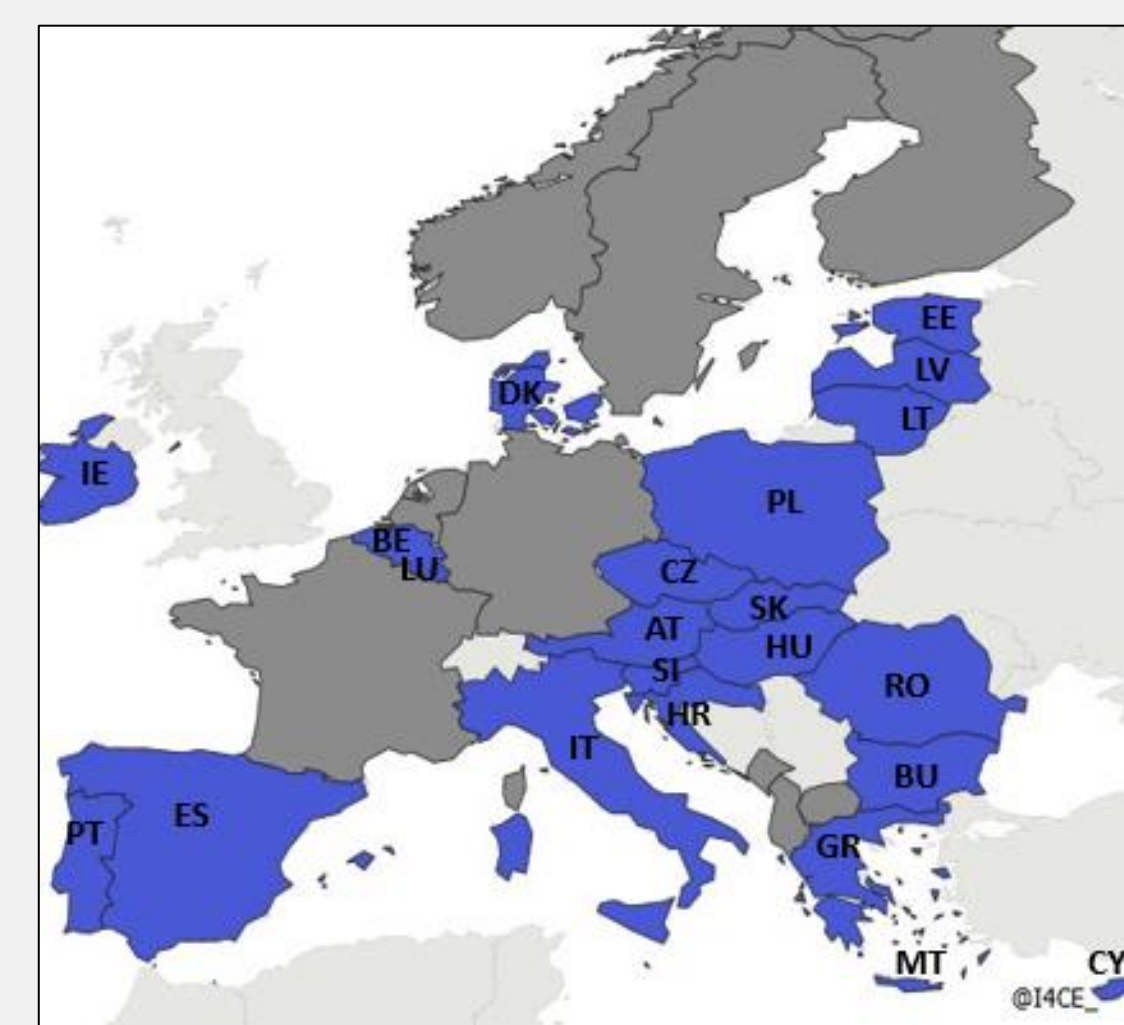 EE
LV
DK
LT
IE
PL
BE
LU
CZ
SK
AT
HU
SI
RO
HR
IT
BU
ES
PT
GR
MT
CY
@I4CE_